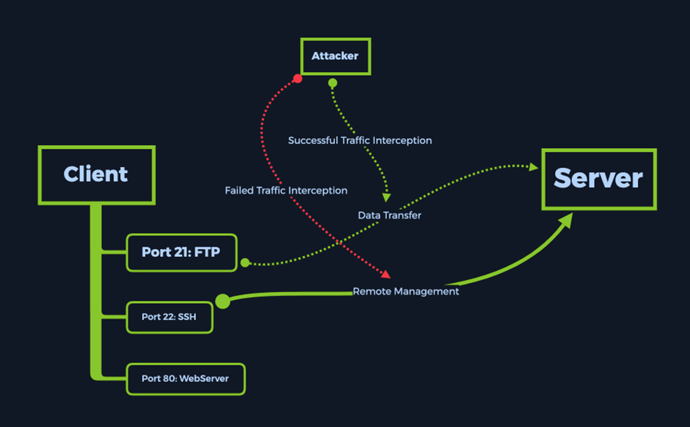 Attacker
Successful Traffic Interception
Client
Server
Failed Traffic Interception
Data Transfer
Port 21: FTP
Remote Management
Port 22: SSH
Port 80: WebServer